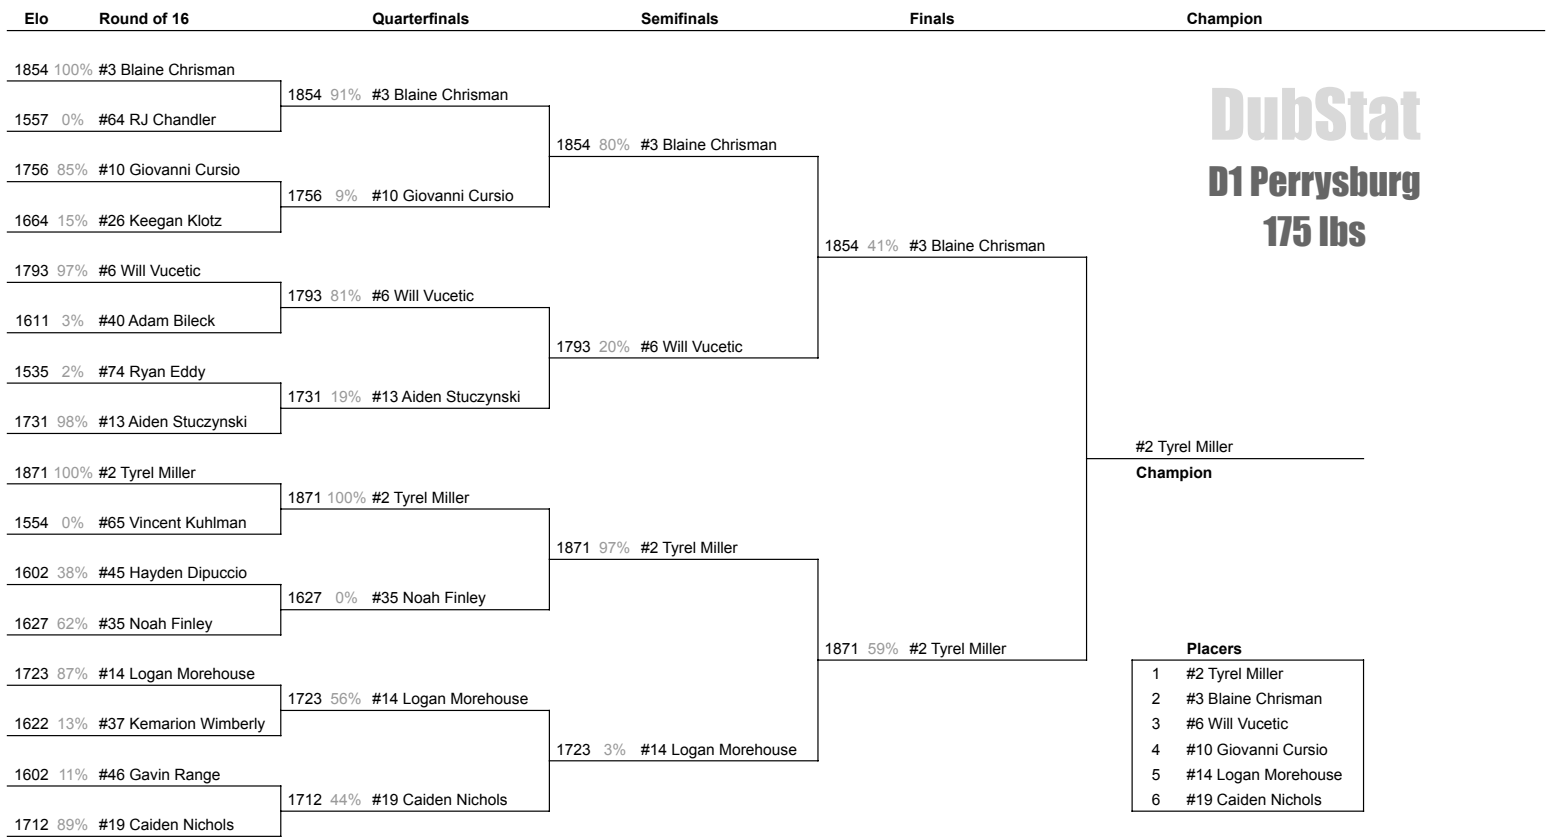 Elo Round of 16 Quarterfinals Semifinals Finals Champion
1854 100% #3 Blaine Chrisman
1854 91% #3 Blaine Chrisman
1557 0% #64 RJ Chandler
1854 80% #3 Blaine Chrisman
1756 85% #10 Giovanni Cursio
1756 9% #10 Giovanni Cursio
1664 15% #26 Keegan Klotz
1854 41% #3 Blaine Chrisman
1793 97% #6 Will Vucetic
1793 81% #6 Will Vucetic
1611 3% #40 Adam Bileck
1793 20% #6 Will Vucetic
1535 2% #74 Ryan Eddy
1731 19% #13 Aiden Stuczynski
1731 98% #13 Aiden Stuczynski
#2 Tyrel Miller
Champion
1871 100% #2 Tyrel Miller
1871 100% #2 Tyrel Miller
1554 0% #65 Vincent Kuhlman
1871 97% #2 Tyrel Miller
1602 38% #45 Hayden Dipuccio
1627 0% #35 Noah Finley
1627 62% #35 Noah Finley
1871 59% #2 Tyrel Miller
1723 87% #14 Logan Morehouse
1723 56% #14 Logan Morehouse
1622 13% #37 Kemarion Wimberly
1723 3% #14 Logan Morehouse
1602 11% #46 Gavin Range
1712 44% #19 Caiden Nichols
1712 89% #19 Caiden Nichols
DubStat
D1 Perrysburg
175 lbs
Placers
1 #2 Tyrel Miller
2 #3 Blaine Chrisman
3 #6 Will Vucetic
4 #10 Giovanni Cursio
5 #14 Logan Morehouse
6 #19 Caiden Nichols